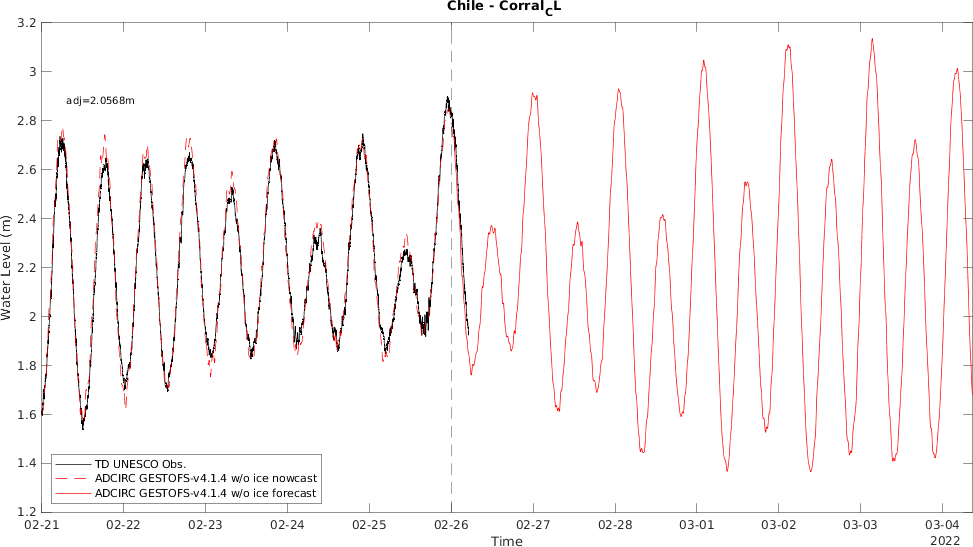 Chile - Corral_CL
adj=2.0568m
3.2
3
2.8
2.6
2.4
2.2
2
1.8
1.6
1.4
1.2
Water Level (m)
TD UNESCO Obs.
ADCIRC GESTOFS-v4.1.4 w/o ice nowcast
ADCIRC GESTOFS-v4.1.4 w/o ice forecast
02-21 02-22 02-23 02-24 02-25 02-26 02-27 02-28 03-01 03-02 03-03 03-04
Time 2022